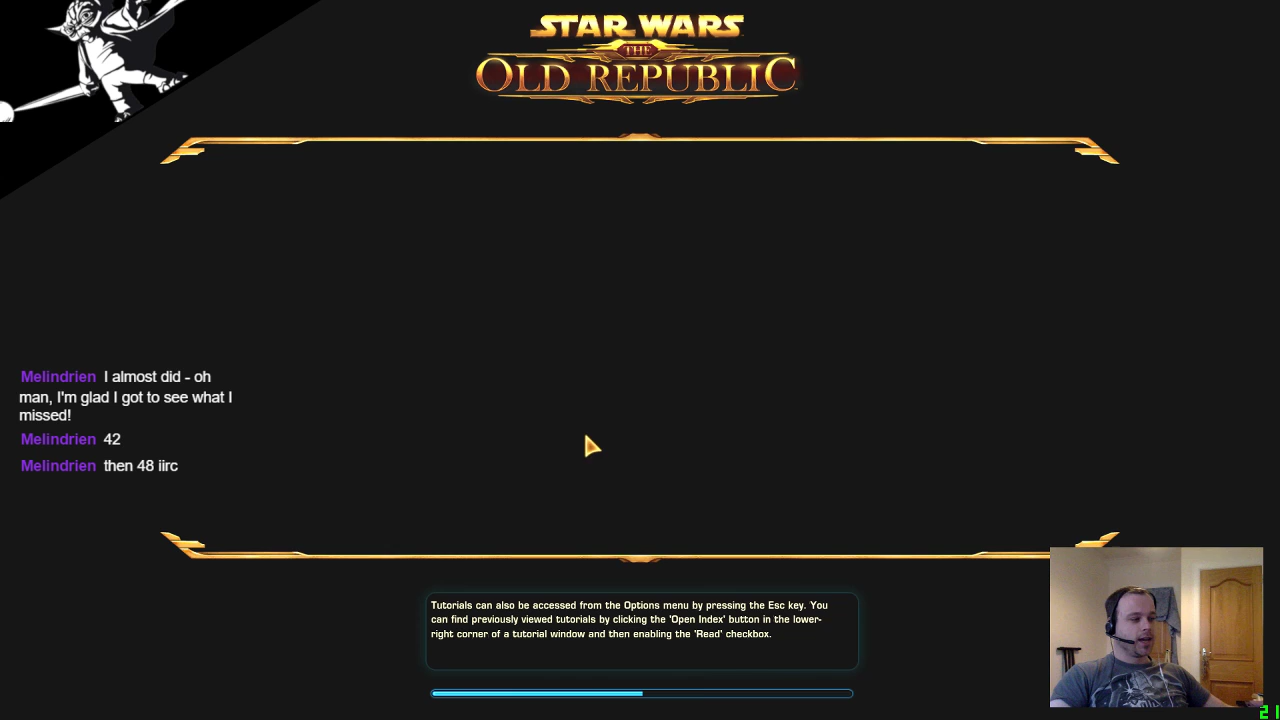 STAR WARS
THE
OLD REPUBLIC
Melindrien I almost did - oh
man, I'm glad I got to see what I
missed!
Melindrien 42
Melindrien then 48 iirc
Tutorials can also be accessed from the Options menu by pressing the Esc key. You
can find previously viewed tutorials by clicking the 'Open Index' button in the lower-
right corner of a tutorial window and then enabling the 'Read' checkbox.
21